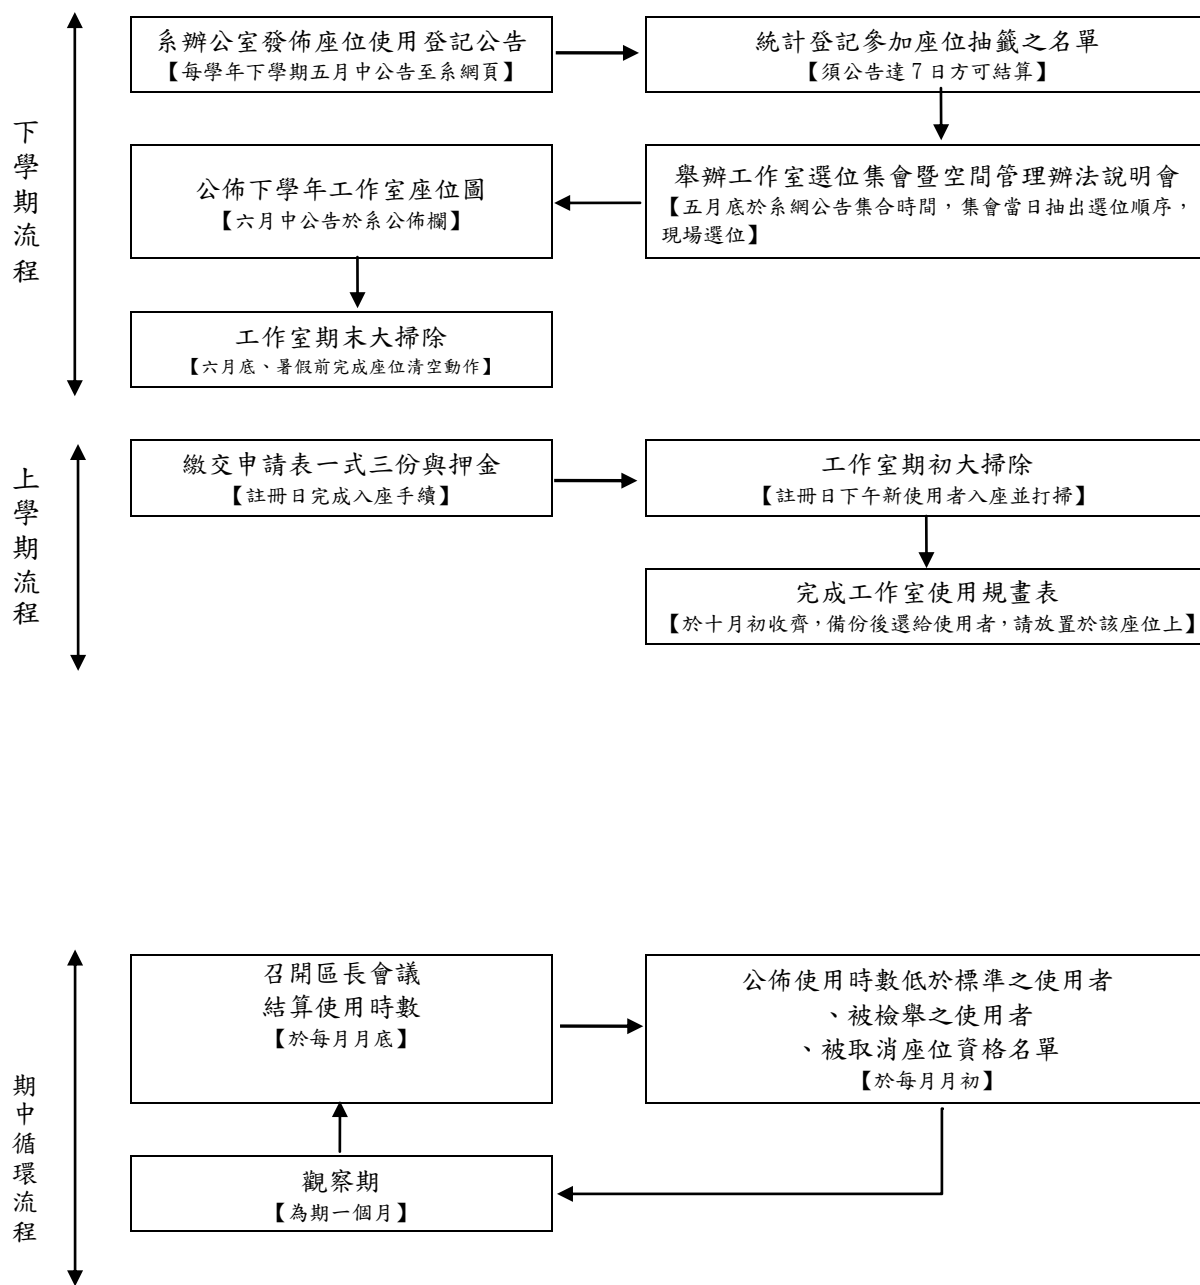 下學期流程
系辦公室發佈座位使用登記公告
【每學年下學期五月中公告至系網頁】
統計登記參加座位抽籤之名單
【須公告達 7 日方可結算】
舉辦工作室選位集會暨空間管理辦法說明會
【五月底於系網公告集合時間，集會當日抽出選位順序，
現場選位】
公佈下學年工作室座位圖
【六月中公告於系公佈欄】
工作室期末大掃除
【六月底、暑假前完成座位清空動作】
上學期流程
繳交申請表一式三份與押金
【註冊日完成入座手續】
工作室期初大掃除
【註冊日下午新使用者入座並打掃】
完成工作室使用規畫表
【於十月初收齊，備份後還給使用者，請放置於該座位上】
期中循環流程
召開區長會議
結算使用時數
【於每月月底】
公佈使用時數低於標準之使用者
、被檢舉之使用者
、被取消座位資格名單
【於每月月初】
觀察期
【為期一個月】